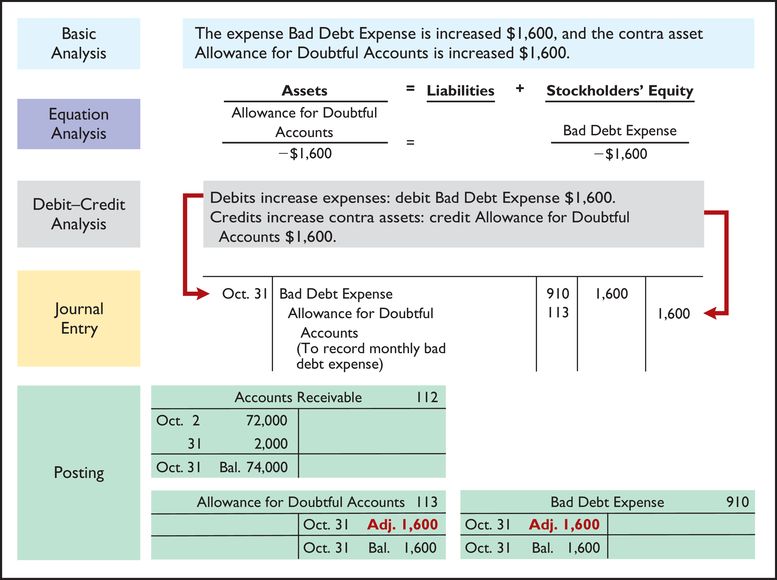 Basic
Analysis
The expense Bad Debt Expense is increased $1,600, and the contra asset
Allowance for Doubtful Accounts is increased $1,600.
Equation
Analysis
Assets = Liabilities + Stockholders' Equity
Allowance for Doubtful
Accounts Bad Debt Expense
=
−$1,600 −$1,600
Debit–Credit
Analysis
Debits increase expenses: debit Bad Debt Expense $1,600.
Credits increase contra assets: credit Allowance for Doubtful
Accounts $1,600.
Journal
Entry
Oct. 31 Bad Debt Expense 910 1,600
Allowance for Doubtful 113 1,600
Accounts
(To record monthly bad
debt expense)
Posting
Accounts Receivable 112
Oct. 2 72,000
31 2,000
Oct. 31 Bal. 74,000
Allowance for Doubtful Accounts 113
Oct. 31 Adj. 1,600
Oct. 31 Bal. 1,600
Bad Debt Expense 910
Oct. 31 Adj. 1,600
Oct. 31 Bal. 1,600